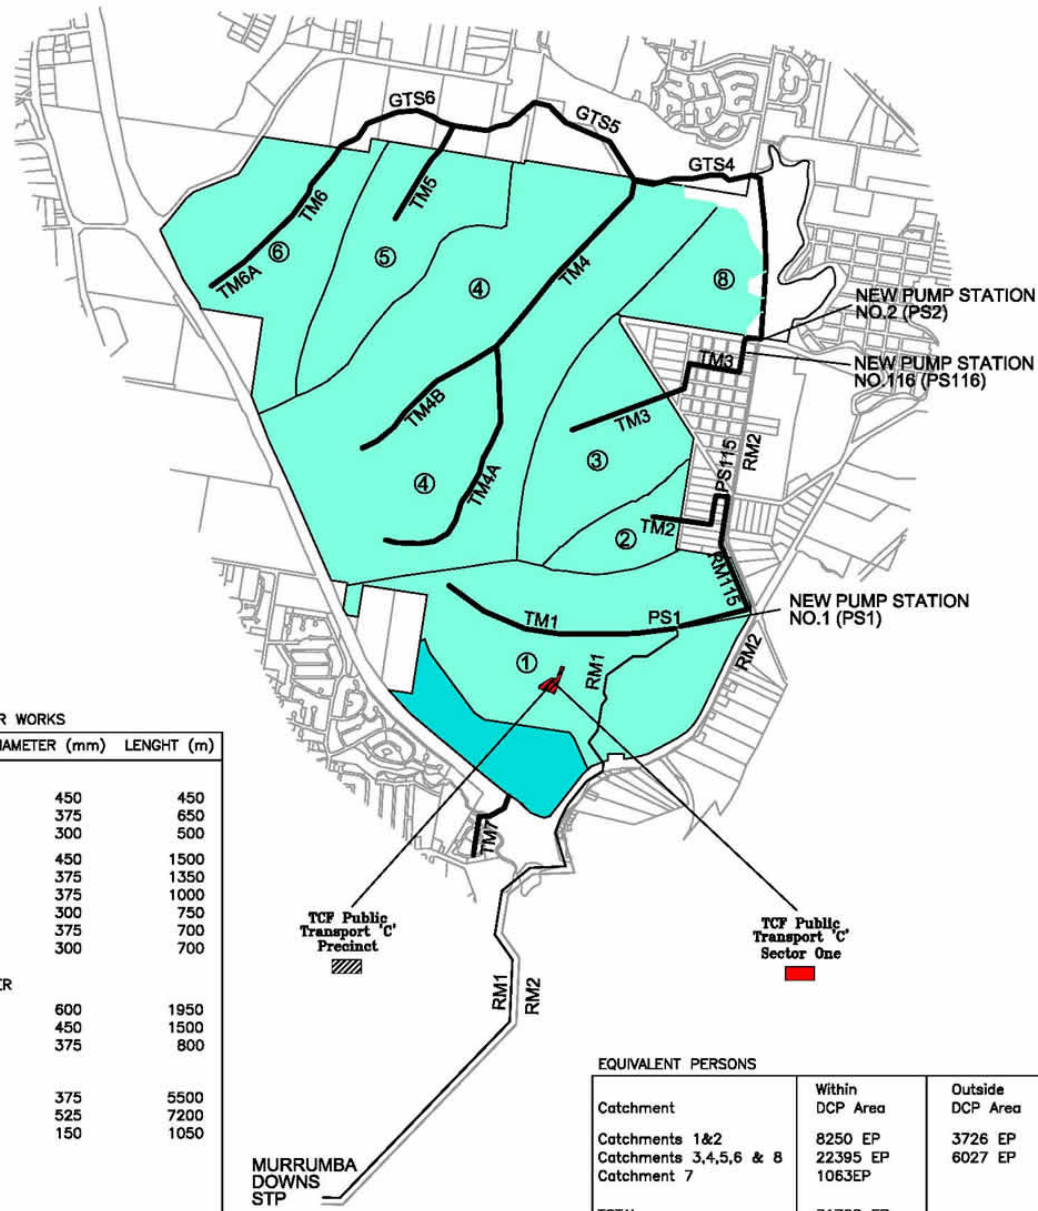 GTS6
GTS5
GTS4
TM6
TM5
TM6A
⑥
⑤
④
TM4
⑧
NEW PUMP STATION
NO.2 (PS2)
TM3
NEW PUMP STATION
NO.116 (PS116)
TM4B
TM3
③
④
TM4A
PS115
RM2
TM2
②
RM115
NEW PUMP STATION
NO.1 (PS1)
TM1
PS1
①
RM1
RM2
R WORKS
AMETER (mm) LENGHT (m)
450 450
375 650
300 500
450 1500
375 1350
375 1000
300 750
375 700
300 700
ER
600 1950
450 1500
375 800
375 5500
525 7200
150 1050
TM7
TCF Public
Transport 'C'
Precinct
TCF Public
Transport 'C'
Sector One
RM1
RM2
MURRUMBA
DOWNS
STP
EQUIVALENT PERSONS
Catchment Within DCP Area Outside DCP Area
Catchments 1&2 8250 EP 3726 EP
Catchments 3,4,5,6 & 8 22395 EP 6027 EP
Catchment 7 1063EP